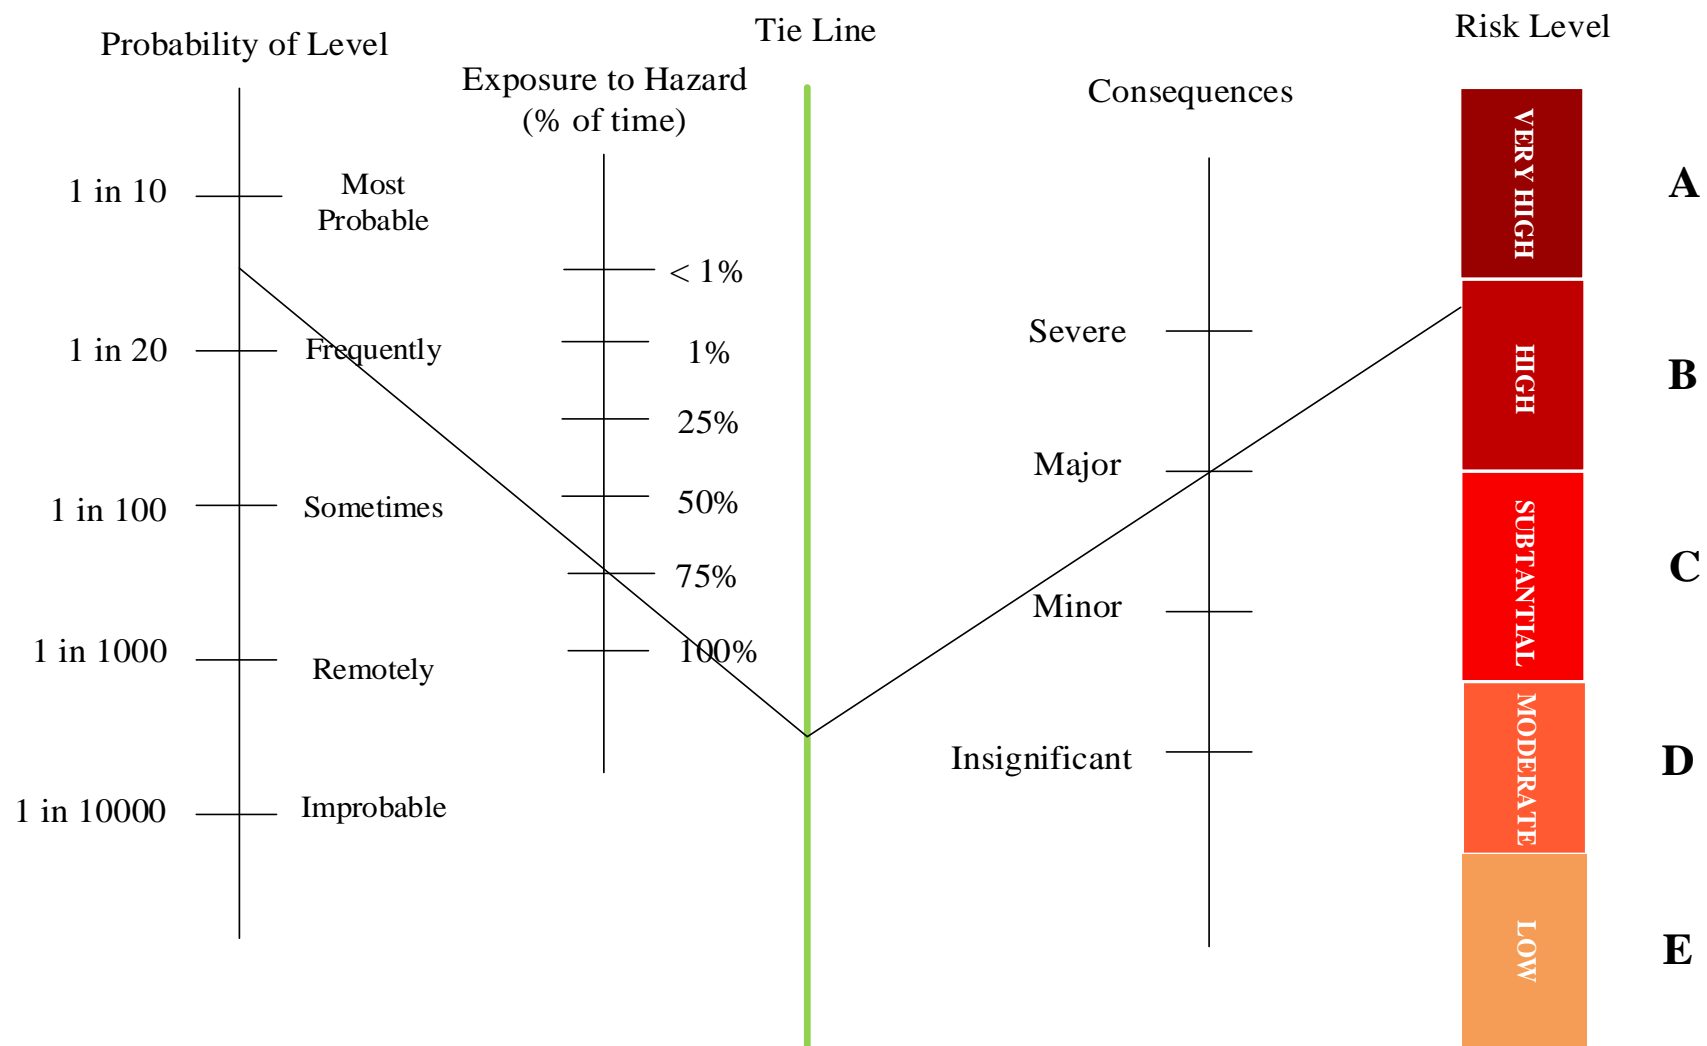 Probability of Level
Exposure to Hazard
(% of time)
Tie Line
Consequences
Risk Level
1 in 10
Most
Probable
1 in 20
Frequently
1 in 100
Sometimes
1 in 1000
Remotely
1 in 10000
Improbable
< 1%
1%
25%
50%
75%
100%
Severe
Major
Minor
Insignificant
VERY HIGH
A
HIGH
B
SUBTANTIAL
C
MODERATE
D
LOW
E